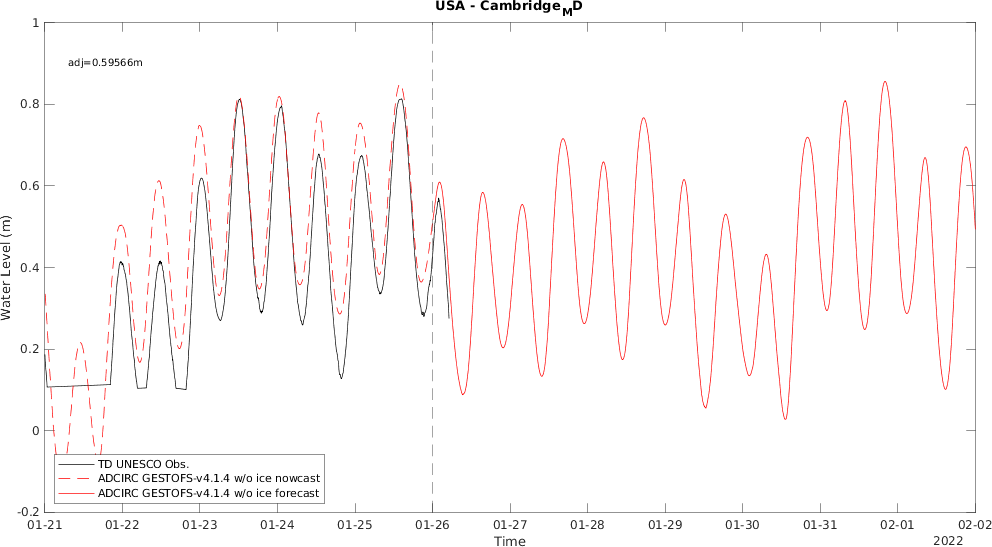 USA - Cambridge_MD
adj=0.59566m
1
0.8
0.6
0.4
0.2
0
-0.2
Water Level (m)
TD UNESCO Obs.
ADCIRC GESTOFS-v4.1.4 w/o ice nowcast
ADCIRC GESTOFS-v4.1.4 w/o ice forecast
01-21 01-22 01-23 01-24 01-25 01-26 01-27 01-28 01-29 01-30 01-31 02-01 02-02
Time
2022